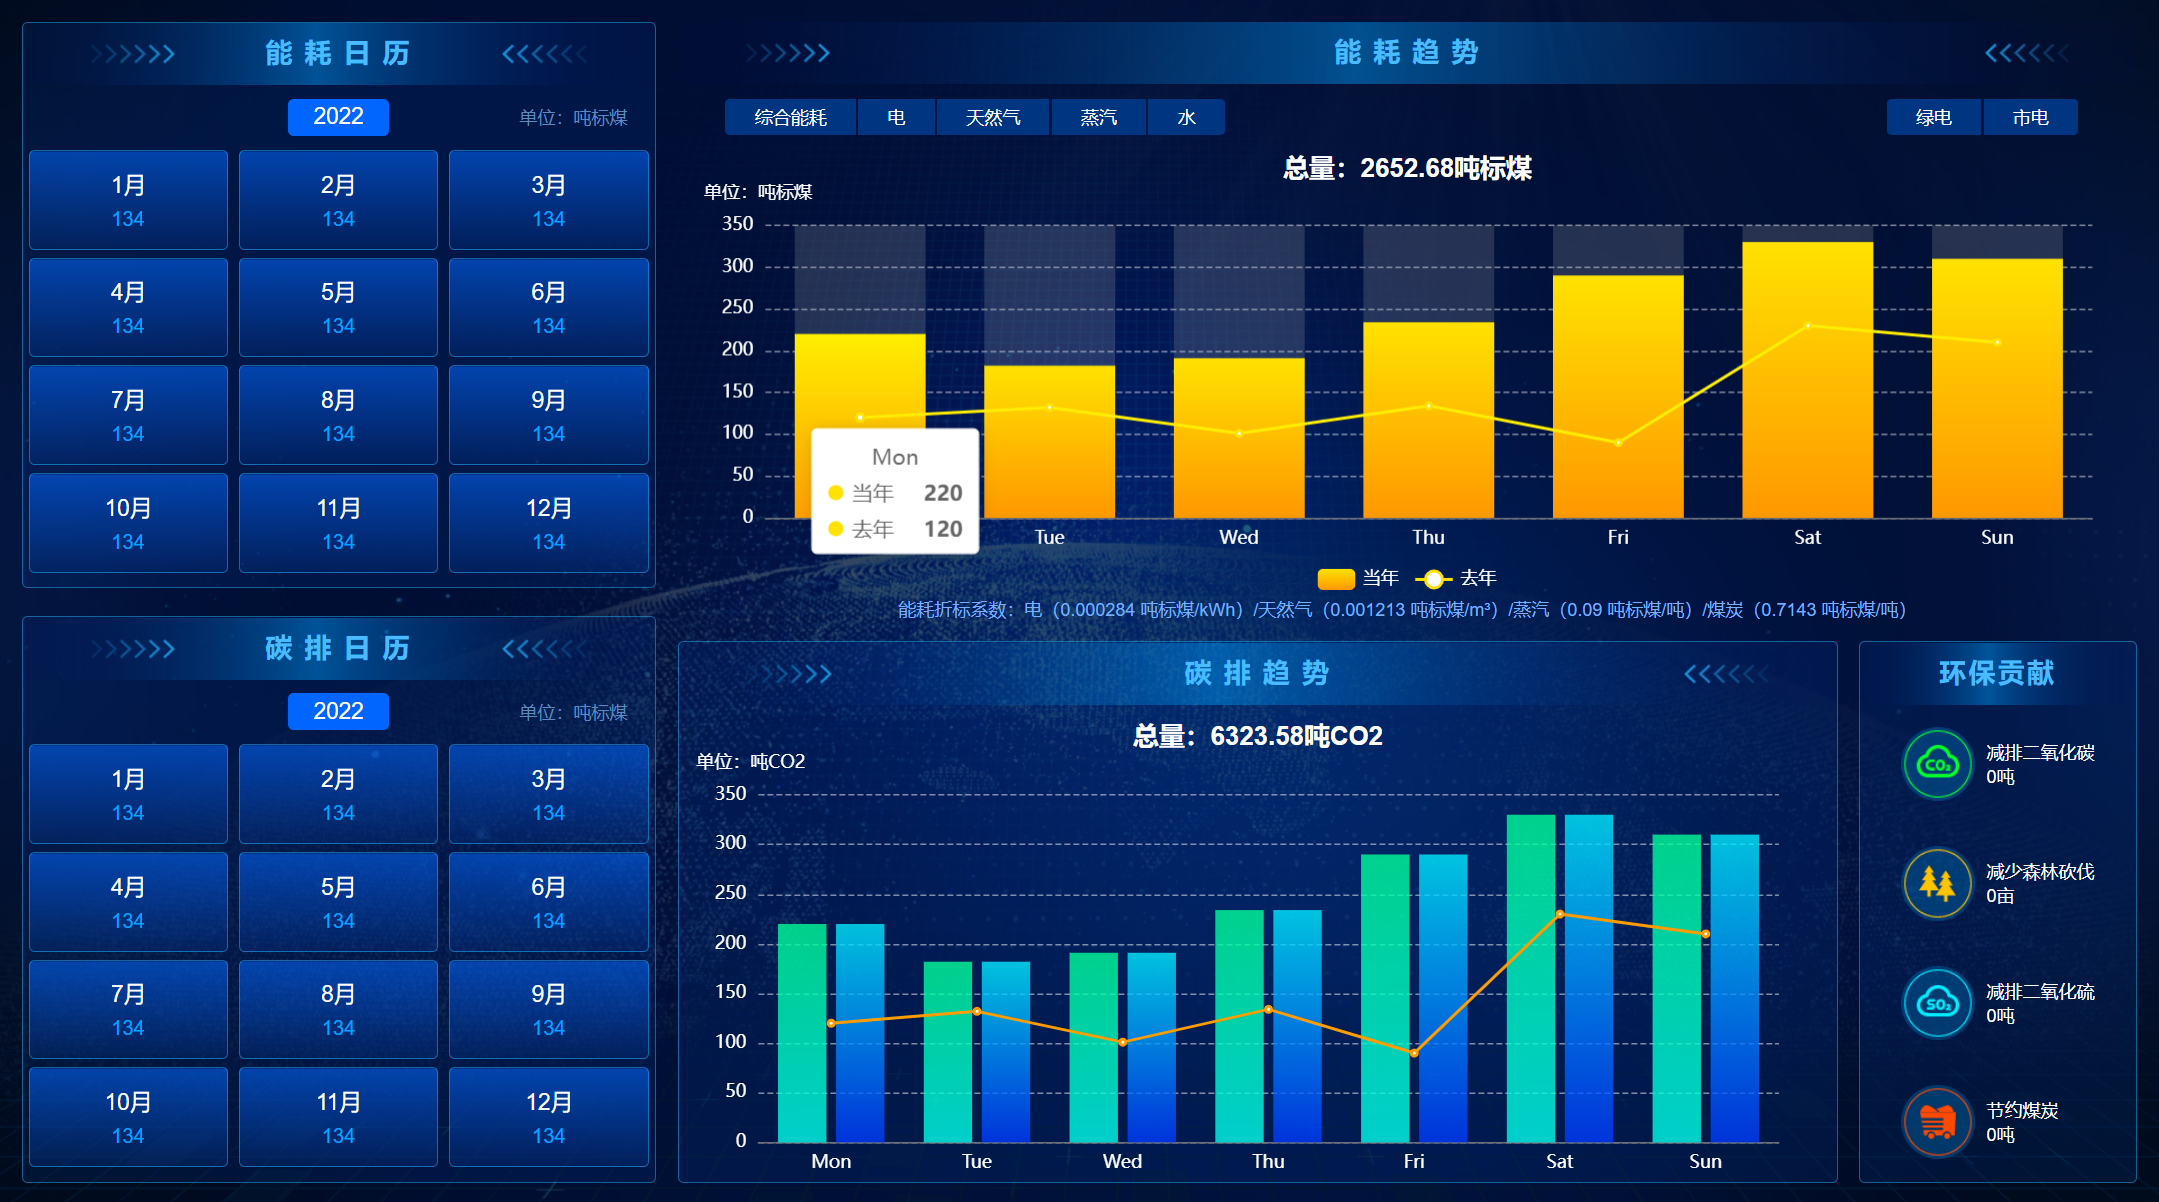 能耗日历
2022
单位：吨标煤
1月
134
2月
134
3月
134
4月
134
5月
134
6月
134
7月
134
8月
134
9月
134
10月
134
11月
134
12月
134
能耗趋势
综合能耗 电 天然气 蒸汽 水
绿电 市电
总量：2652.68吨标煤
单位：吨标煤
350
300
250
200
150
100
50
0
Mon
当年 220
去年 120
Tue Wed Thu Fri Sat Sun
当年 去年
能耗折标系数：电（0.000284 吨标煤/kWh）/天然气（0.001213 吨标煤/m³）/蒸汽（0.09 吨标煤/吨）/煤炭（0.7143 吨标煤/吨）
碳排日历
2022
单位：吨标煤
1月
134
2月
134
3月
134
4月
134
5月
134
6月
134
7月
134
8月
134
9月
134
10月
134
11月
134
12月
134
碳排趋势
总量：6323.58吨CO2
单位：吨CO2
350
300
250
200
150
100
50
0
Mon Tue Wed Thu Fri Sat Sun
环保贡献
CO₂
减排二氧化碳
0吨
减少森林砍伐
0亩
SO₂
减排二氧化硫
0吨
节约煤炭
0吨